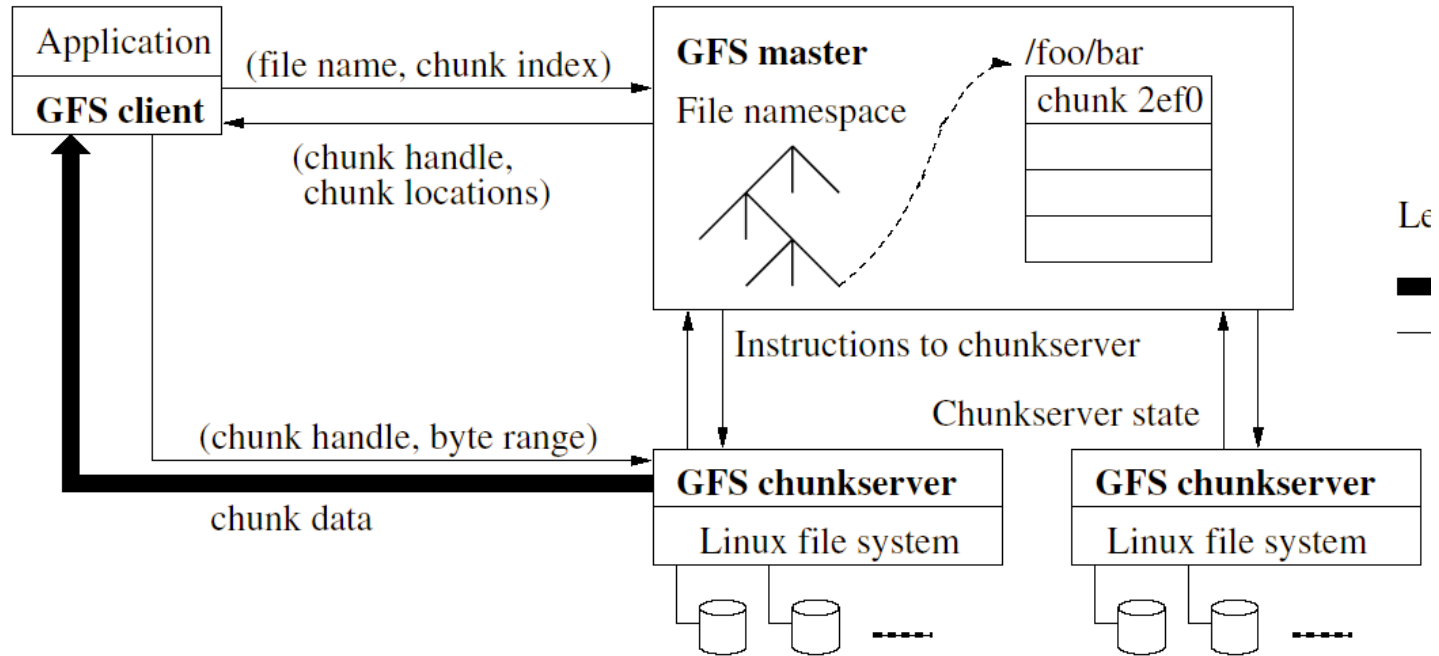 Application
GFS client
(file name, chunk index)
(chunk handle,
chunk locations)
GFS master
File namespace
/foo/bar
chunk 2ef0
Instructions to chunkserver
Chunkserver state
(chunk handle, byte range)
chunk data
GFS chunkserver
Linux file system
GFS chunkserver
Linux file system